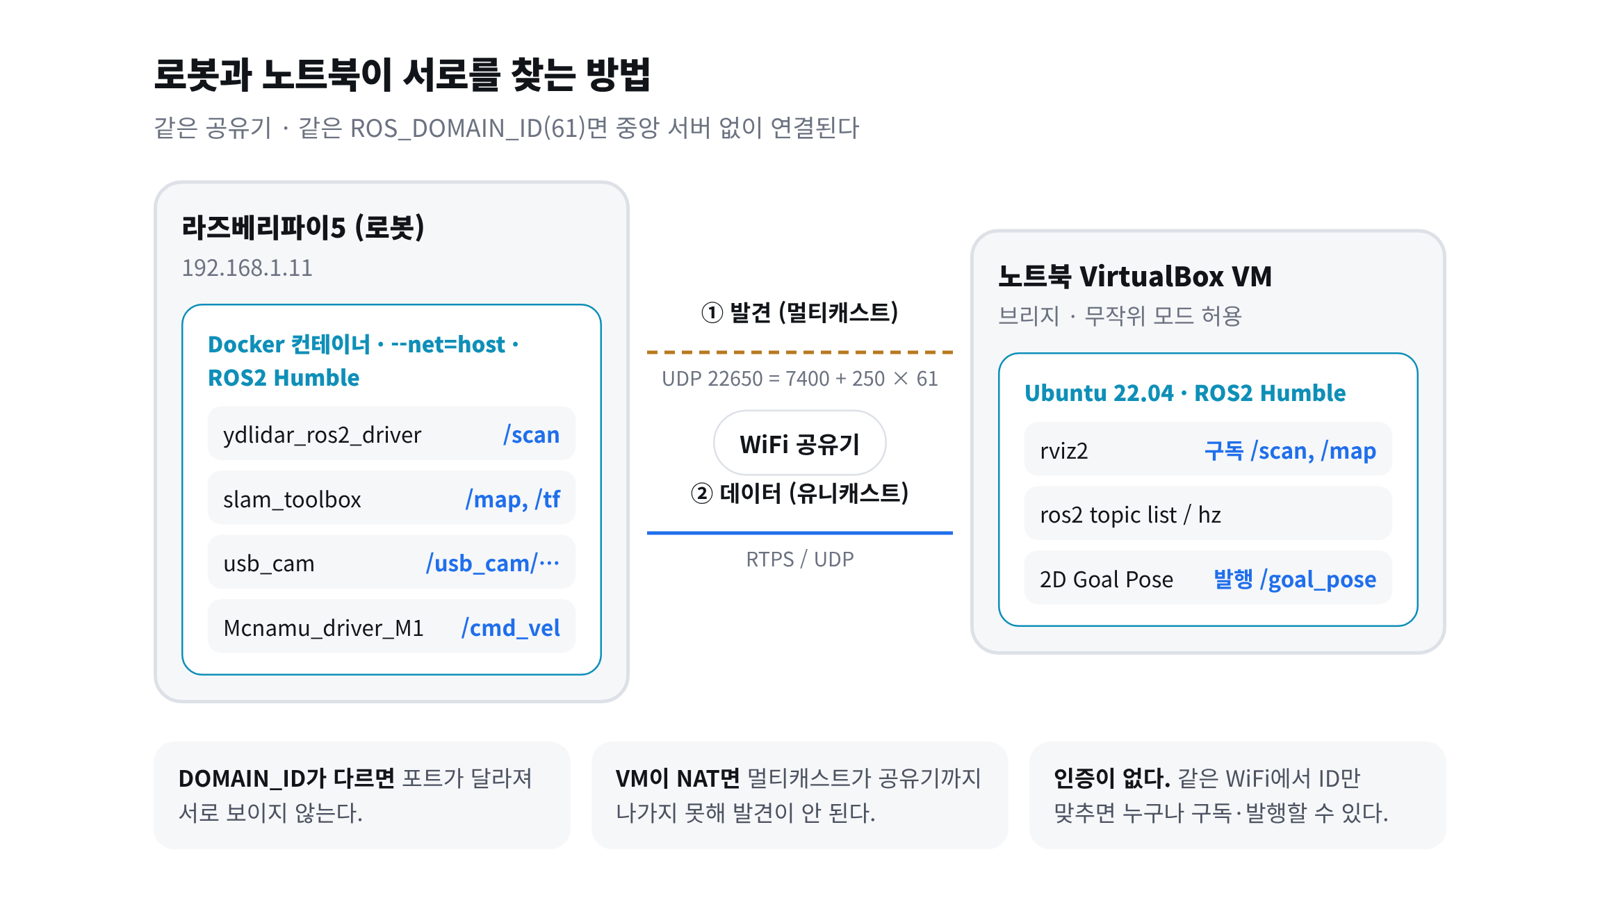 로봇과 노트북이 서로를 찾는 방법
같은 공유기 · 같은 ROS_DOMAIN_ID(61)면 중앙 서버 없이 연결된다
라즈베리파이5 (로봇)
192.168.1.11
Docker 컨테이너 · --net=host ·
ROS2 Humble
ydlidar_ros2_driver /scan
slam_toolbox /map, /tf
usb_cam /usb_cam/…
Mcnamu_driver_M1 /cmd_vel
① 발견 (멀티캐스트)
UDP 22650 = 7400 + 250 × 61
WiFi 공유기
② 데이터 (유니캐스트)
RTPS / UDP
노트북 VirtualBox VM
브리지 · 무작위 모드 허용
Ubuntu 22.04 · ROS2 Humble
rviz2 구독 /scan, /map
ros2 topic list / hz
2D Goal Pose 발행 /goal_pose
DOMAIN_ID가 다르면 포트가 달라져
서로 보이지 않는다.
VM이 NAT면 멀티캐스트가 공유기까지
나가지 못해 발견이 안 된다.
인증이 없다. 같은 WiFi에서 ID만
맞추면 누구나 구독·발행할 수 있다.